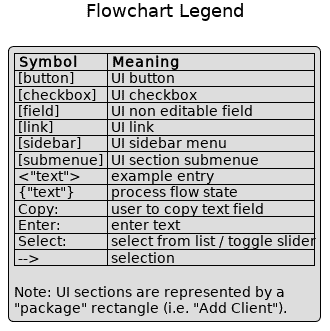 Flowchart Legend
Symbol Meaning
[button] UI button
[checkbox] UI checkbox
[field] UI non editable field
[link] UI link
[sidebar] UI sidebar menu
[submenue] UI section submenue
<"text"> example entry
{"text"} process flow state
Copy: user to copy text field
Enter: enter text
Select: select from list / toggle slider
--> selection
Note: UI sections are represented by a
"package" rectangle (i.e. "Add Client").